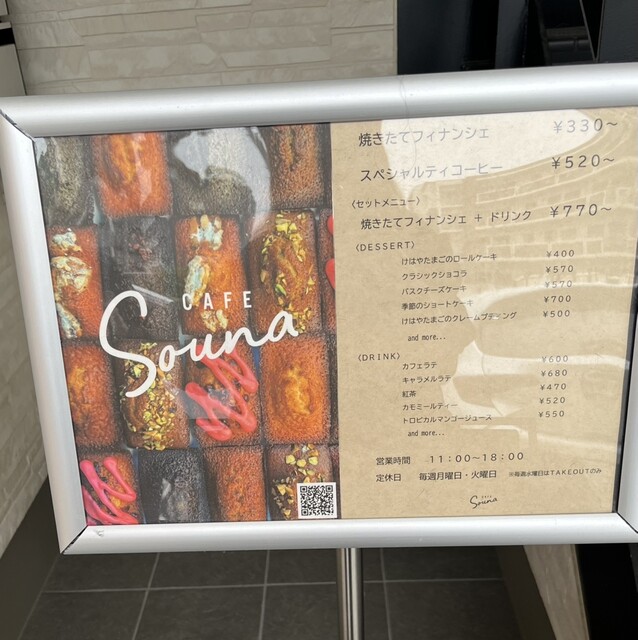 CAFE
Souna
焼きたてフィナンシェ ¥330～
スペシャルティコーヒー ¥520～
〈セットメニュー〉
焼きたてフィナンシェ + ドリンク ¥770～
〈DESSERT〉
けはやたまごのロールケーキ ¥400
クラシックショコラ ¥570
バスクチーズケーキ ¥570
季節のショートケーキ ¥700
けはやたまごのクレームブティング ¥500
and more...
〈DRINK〉
カフェラテ ¥600
キャラメルラテ ¥680
紅茶 ¥470
カモミールティー ¥520
トロピカルマンゴージュース ¥550
and more...
営業時間 11:00～18:00
定休日 毎週月曜日・火曜日 ※毎週水曜日はTAKEOUTのみ
CAFE
Souna